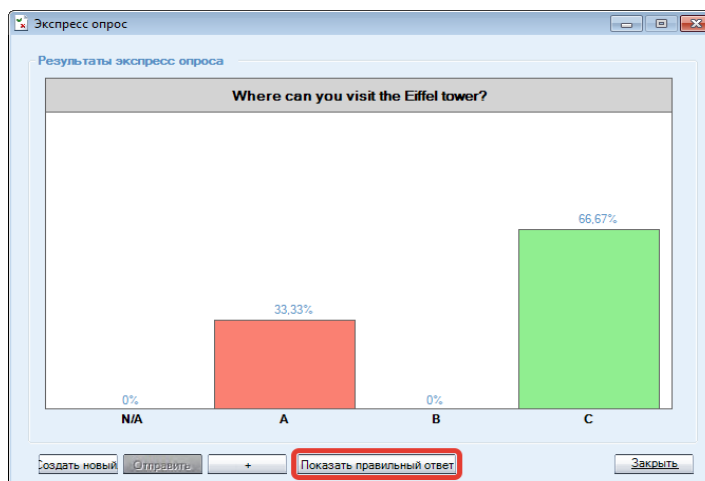 Экспресс опрос
Результаты экспресс опроса
Where can you visit the Eiffel tower?
66,67%
33,33%
0% 0%
N/A A B C
Создать новый Отправить + Показать правильный ответ Закрыть